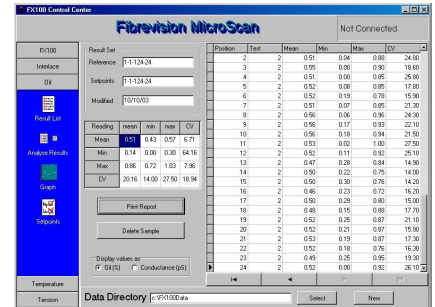 FX100 Control Center
Fibrevision MicroScan
Not Connected
FX100
Interface
Oil
Result List
Analyse Results
Graph
Setpoints
Temperature
Tension
Result Set
Reference 1-1-124-24
Setpoints 1-1-124-24
Modified 10/10/03
Reading mean min max CV
Mean 0.51 0.43 0.57 6.71
Min 0.14 0.00 0.30 64.16
Max 0.86 0.72 1.03 7.96
CV 20.16 14.00 27.50 18.94
Print Report
Delete Sample
Display values as
Oil (%) Conductance (pS)
Position Test Mean Min Max CV
2 2 0.51 0.04 0.88 24.80
3 2 0.55 0.00 0.90 18.60
4 2 0.51 0.00 0.85 25.80
5 2 0.52 0.08 0.85 17.80
6 2 0.52 0.19 0.78 15.90
7 2 0.51 0.07 0.85 21.30
8 2 0.56 0.06 0.96 24.30
9 2 0.56 0.17 0.93 22.10
10 2 0.56 0.18 0.94 21.50
11 2 0.53 0.02 1.00 27.50
12 2 0.52 0.11 0.92 25.10
13 2 0.47 0.28 0.84 14.90
14 2 0.50 0.22 0.75 14.00
15 2 0.50 0.30 0.76 14.20
16 2 0.46 0.23 0.72 16.20
17 2 0.50 0.29 0.80 15.00
18 2 0.48 0.15 0.88 17.70
19 2 0.52 0.25 0.87 21.10
20 2 0.52 0.21 0.87 15.90
21 2 0.53 0.19 0.87 17.30
22 2 0.52 0.18 0.76 16.30
23 2 0.49 0.25 0.95 19.30
24 2 0.52 0.00 0.92 26.10
Data Directory c:\FX100Data Select New